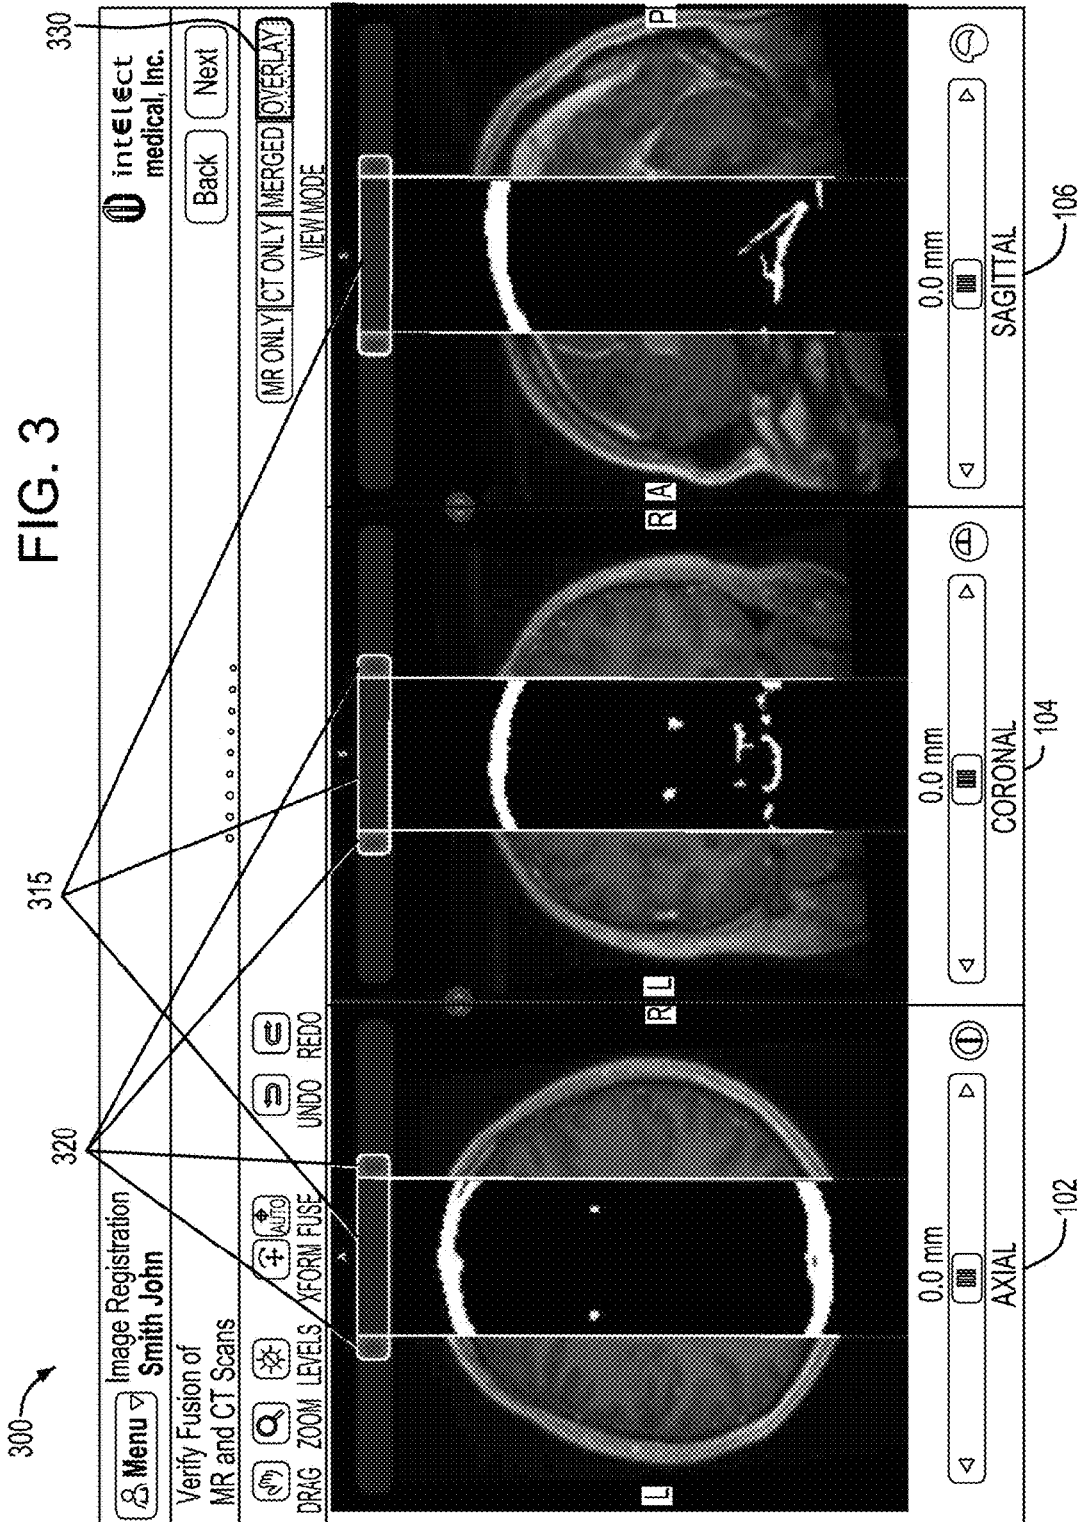 FIG. 3
300
320
315
330
Menu
Image Registration
Smith John
intelect
medical, Inc.
Verify Fusion of
MR and CT Scans
Back
Next
AUTO
DRAG ZOOM LEVELS XFORM FUSE UNDO REDO
MR ONLY CT ONLY MERGED OVERLAY
VIEW MODE
A S S
L R L R A P
0.0 mm 0.0 mm 0.0 mm
AXIAL CORONAL SAGITTAL
102 104 106